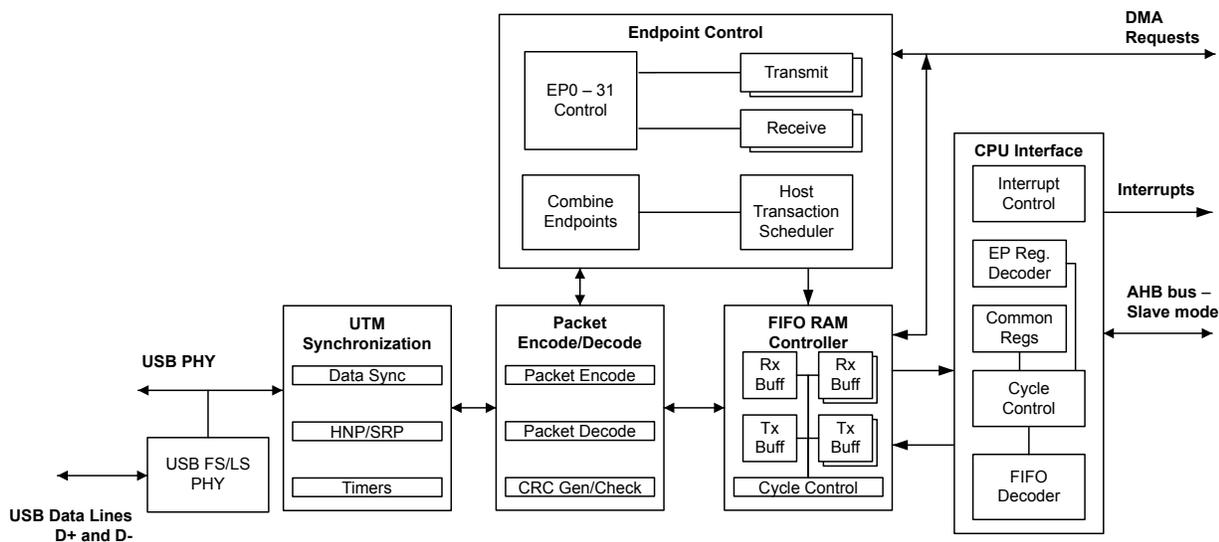 Endpoint Control
DMA
Requests
EP0 – 31
Control
Transmit
Receive
Combine
Endpoints
Host
Transaction
Scheduler
CPU Interface
Interrupt
Control
Interrupts
EP Reg.
Decoder
AHB bus –
Slave mode
Common
Regs
Cycle
Control
FIFO
Decoder
UTM
Synchronization
Data Sync
HNP/SRP
Timers
Packet
Encode/Decode
Packet Encode
Packet Decode
CRC Gen/Check
FIFO RAM
Controller
Rx
Buff
Rx
Buff
Tx
Buff
Tx
Buff
Cycle Control
USB PHY
USB FS/LS
PHY
USB Data Lines
D+ and D-